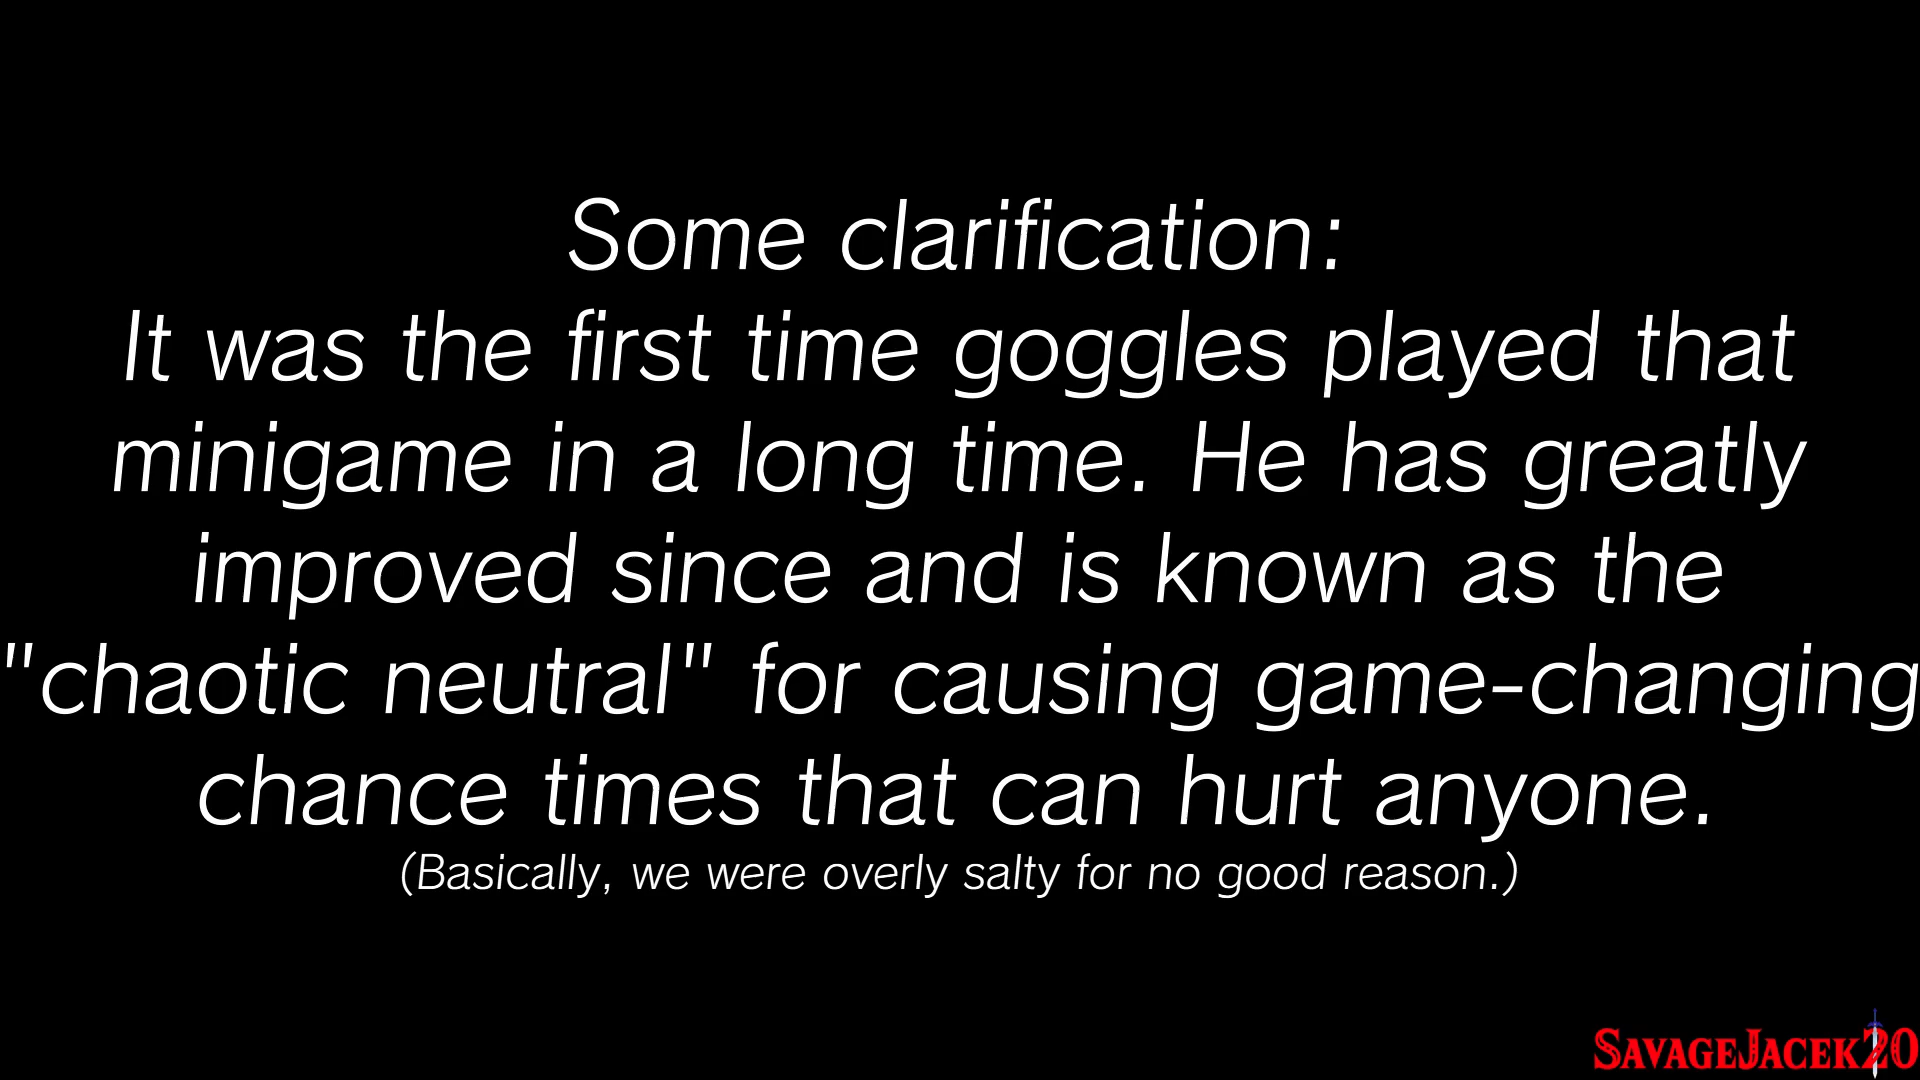 Some clarification:
It was the first time goggles played that
minigame in a long time. He has greatly
improved since and is known as the
"chaotic neutral" for causing game-changing
chance times that can hurt anyone.
(Basically, we were overly salty for no good reason.)
SAVAGEJACEK20